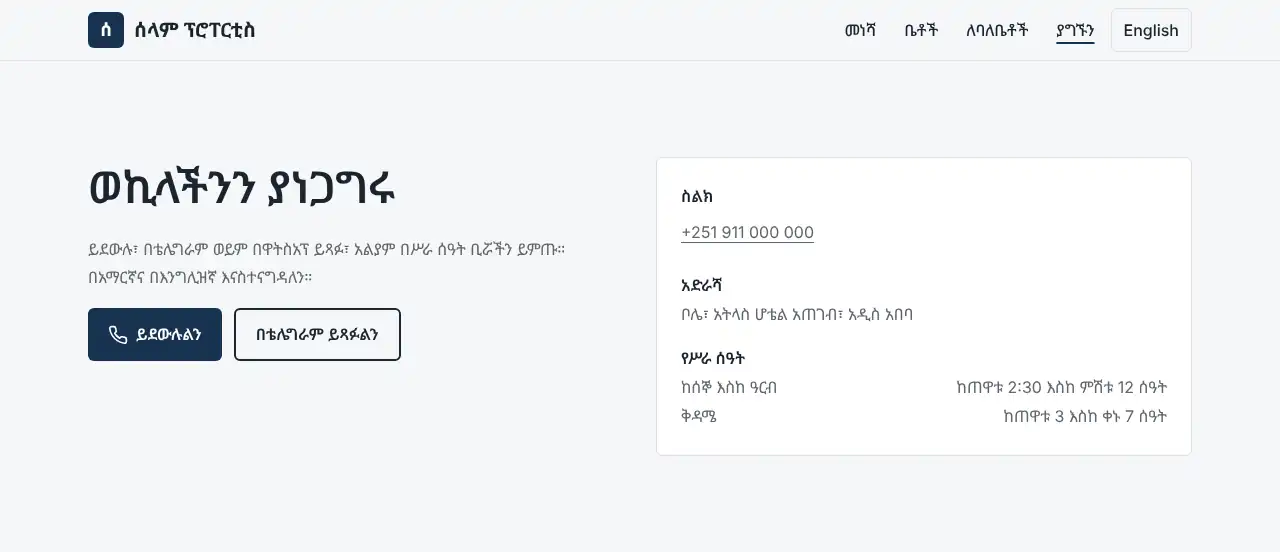 ሰ ሰላም ፕሮፐርቲስ
መነሻ
ቤቶች
ለባለቤቶች
ያግኙን
English
ወኪላችንን ያነጋግሩ
ይደውሉ፣ በቴሌግራም ወይም በዋትስአፕ ይጻፉ፣ አልያም በሥራ ሰዓት ቢሯችን ይምጡ።
በአማርኛና በእንግሊዝኛ እናስተናግዳለን።
ይደውሉልን
በቴሌግራም ይጻፉልን
ስልክ
+251 911 000 000
አድራሻ
ቦሌ፣ አትላስ ሆቴል አጠገብ፣ አዲስ አበባ
የሥራ ሰዓት
ከሰኞ እስከ ዓርብ ከጠዋቱ 2:30 እስከ ምሽቱ 12 ሰዓት
ቅዳሜ ከጠዋቱ 3 እስከ ቀኑ 7 ሰዓት